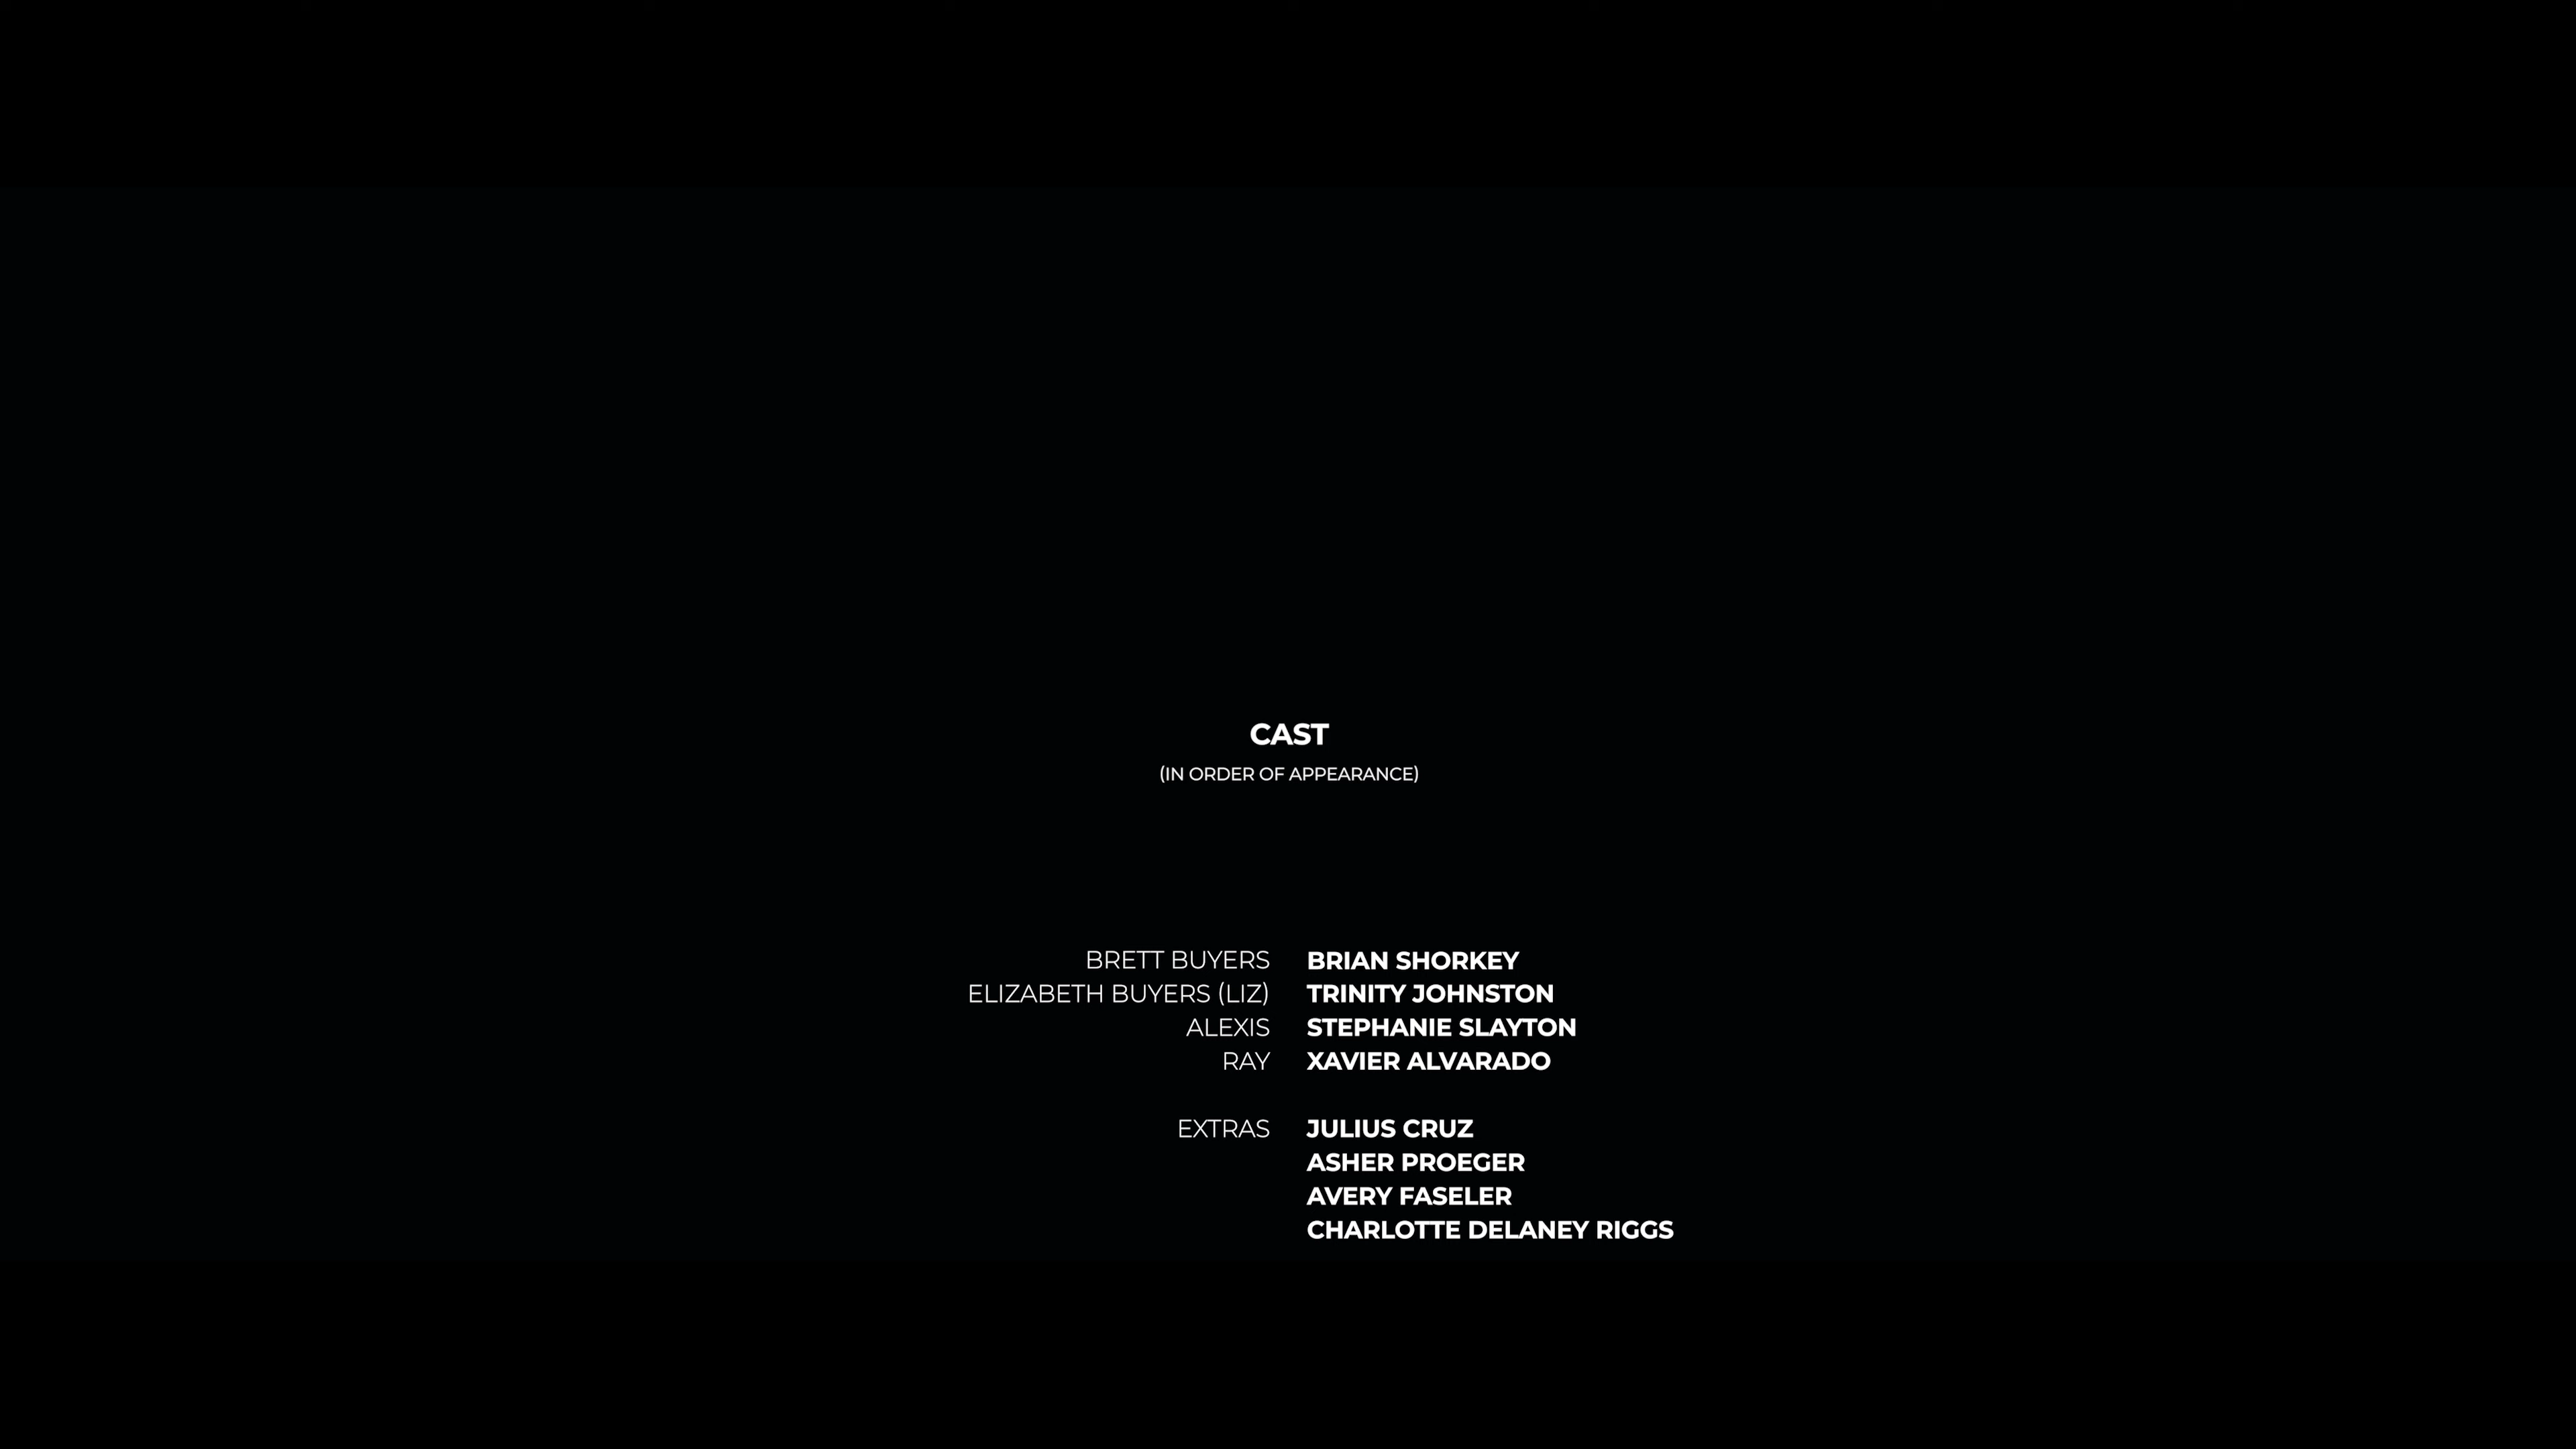 CAST
(IN ORDER OF APPEARANCE)
BRETT BUYERS BRIAN SHORKEY
ELIZABETH BUYERS (LIZ) TRINITY JOHNSTON
ALEXIS STEPHANIE SLAYTON
RAY XAVIER ALVARADO
EXTRAS JULIUS CRUZ
ASHER PROEGER
AVERY FASELER
CHARLOTTE DELANEY RIGGS